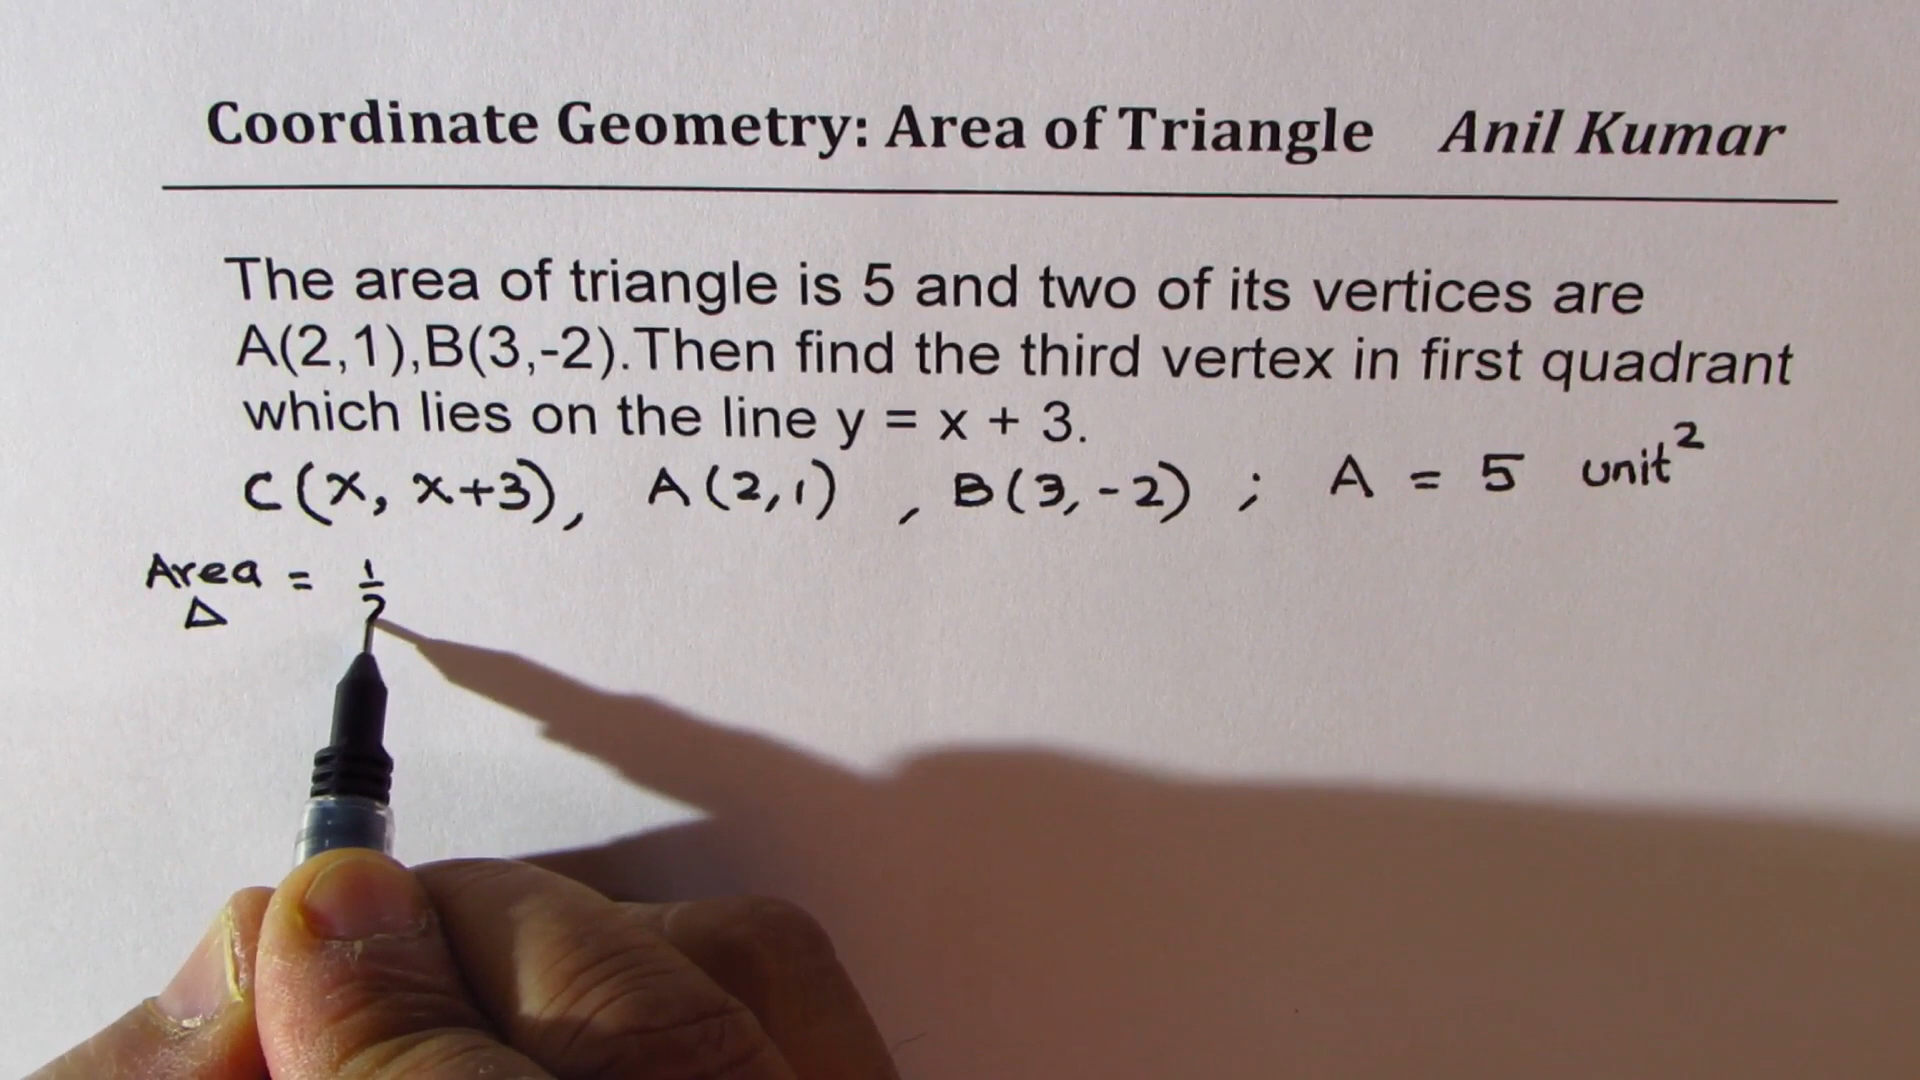 Coordinate Geometry: Area of Triangle Anil Kumar
The area of triangle is 5 and two of its vertices are
A(2,1),B(3,-2).Then find the third vertex in first quadrant
which lies on the line y = x + 3.
C(x, x+3), A(2,1) , B(3,-2) ; A = 5 unit²
Area = 1/2
Δ